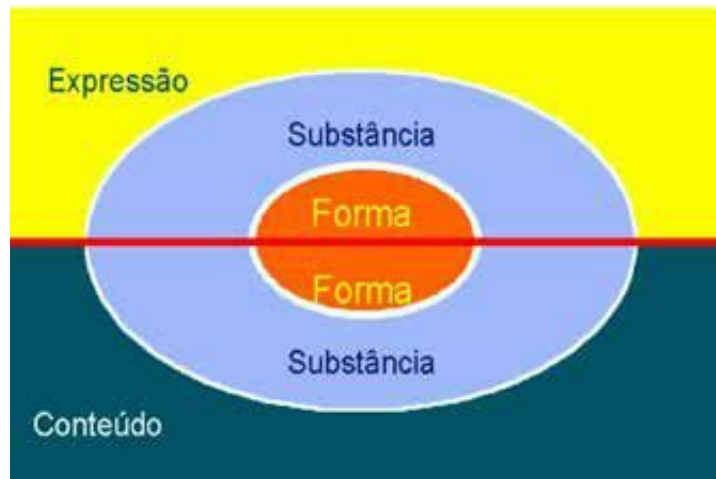 Expressão
Substância
Forma
Forma
Substância
Conteúdo